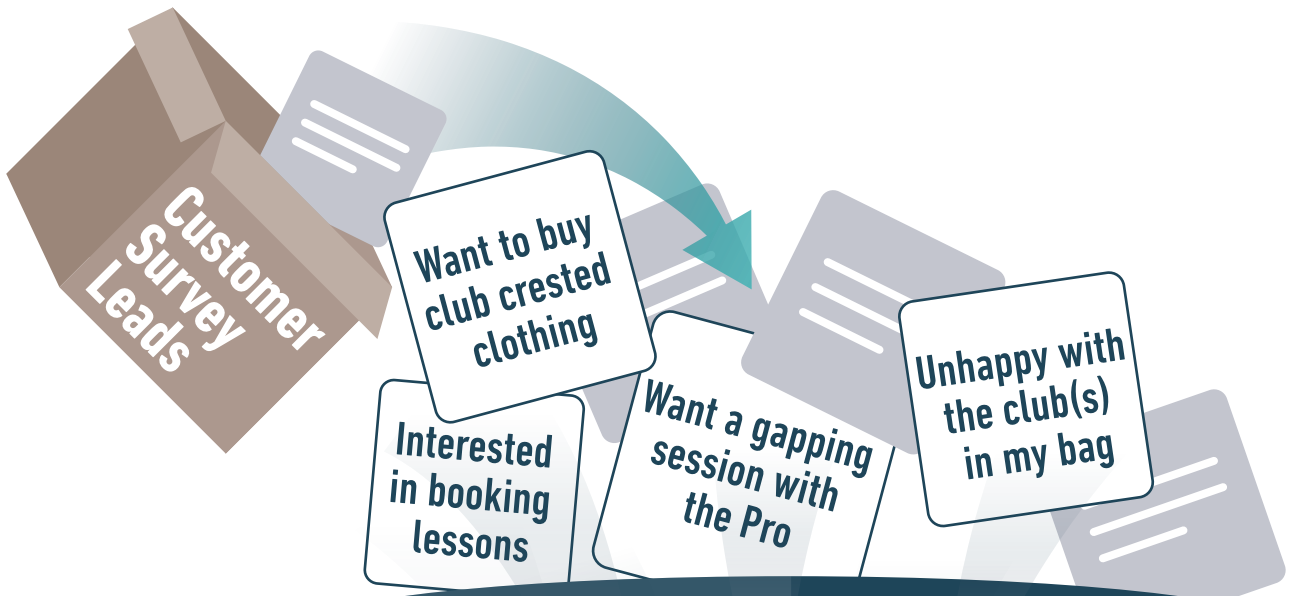 Customer
Survey
Leads
Want to buy
club crested
clothing
Interested
in booking
lessons
Want a gapping
session with
the Pro
Unhappy with
the club(s)
in my bag